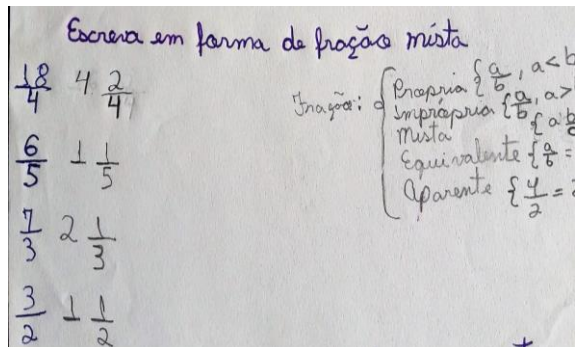 Escreva em forma de fração mista
18/4 4 2/4
6/5 1 1/5
7/3 2 1/3
3/2 1 1/2
Fração:
Própria { a/b, a < b
Imprópria { a/b, a >
Mista { a b/c
Equivalente { a/b =
Aparente { 4/2 =